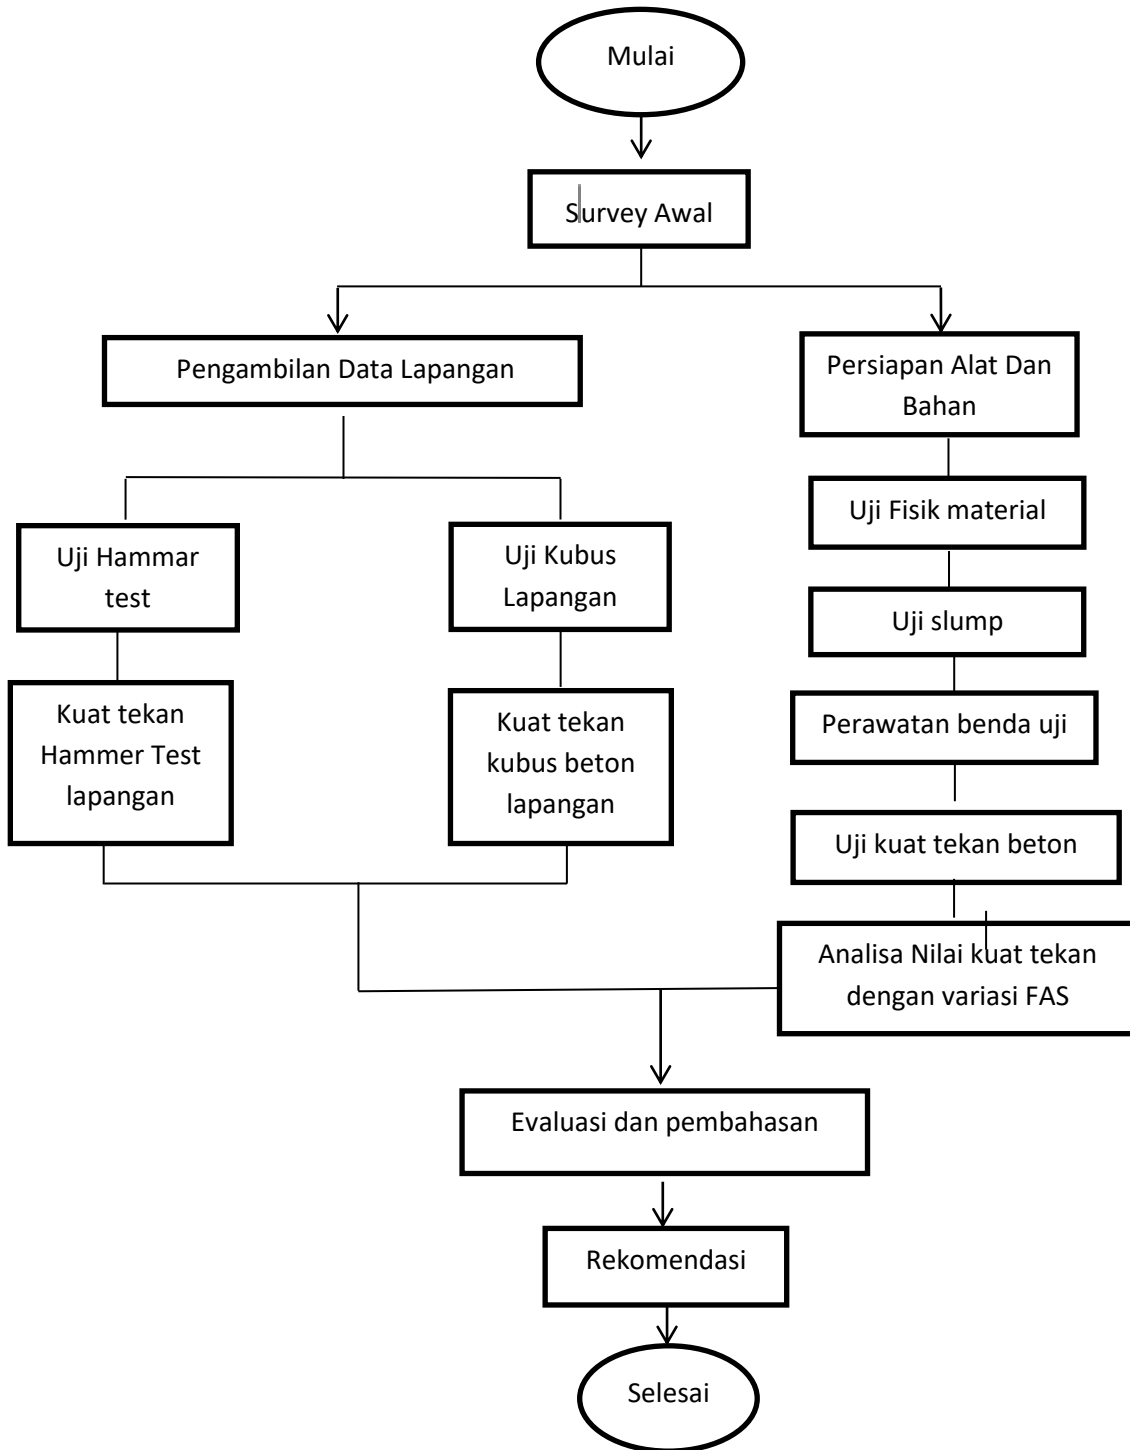 Mulai
Survey Awal
Pengambilan Data Lapangan
Persiapan Alat Dan
Bahan
Uji Hammar
test
Uji Kubus
Lapangan
Uji Fisik material
Uji slump
Kuat tekan
Hammer Test
lapangan
Kuat tekan
kubus beton
lapangan
Perawatan benda uji
Uji kuat tekan beton
Analisa Nilai kuat tekan
dengan variasi FAS
Evaluasi dan pembahasan
Rekomendasi
Selesai